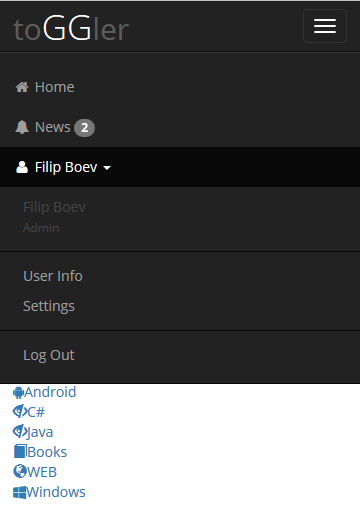 toGGler
Home
News 2
Filip Boev
Filip Boev
Admin
User Info
Settings
Log Out
Android
C#
Java
Books
WEB
Windows